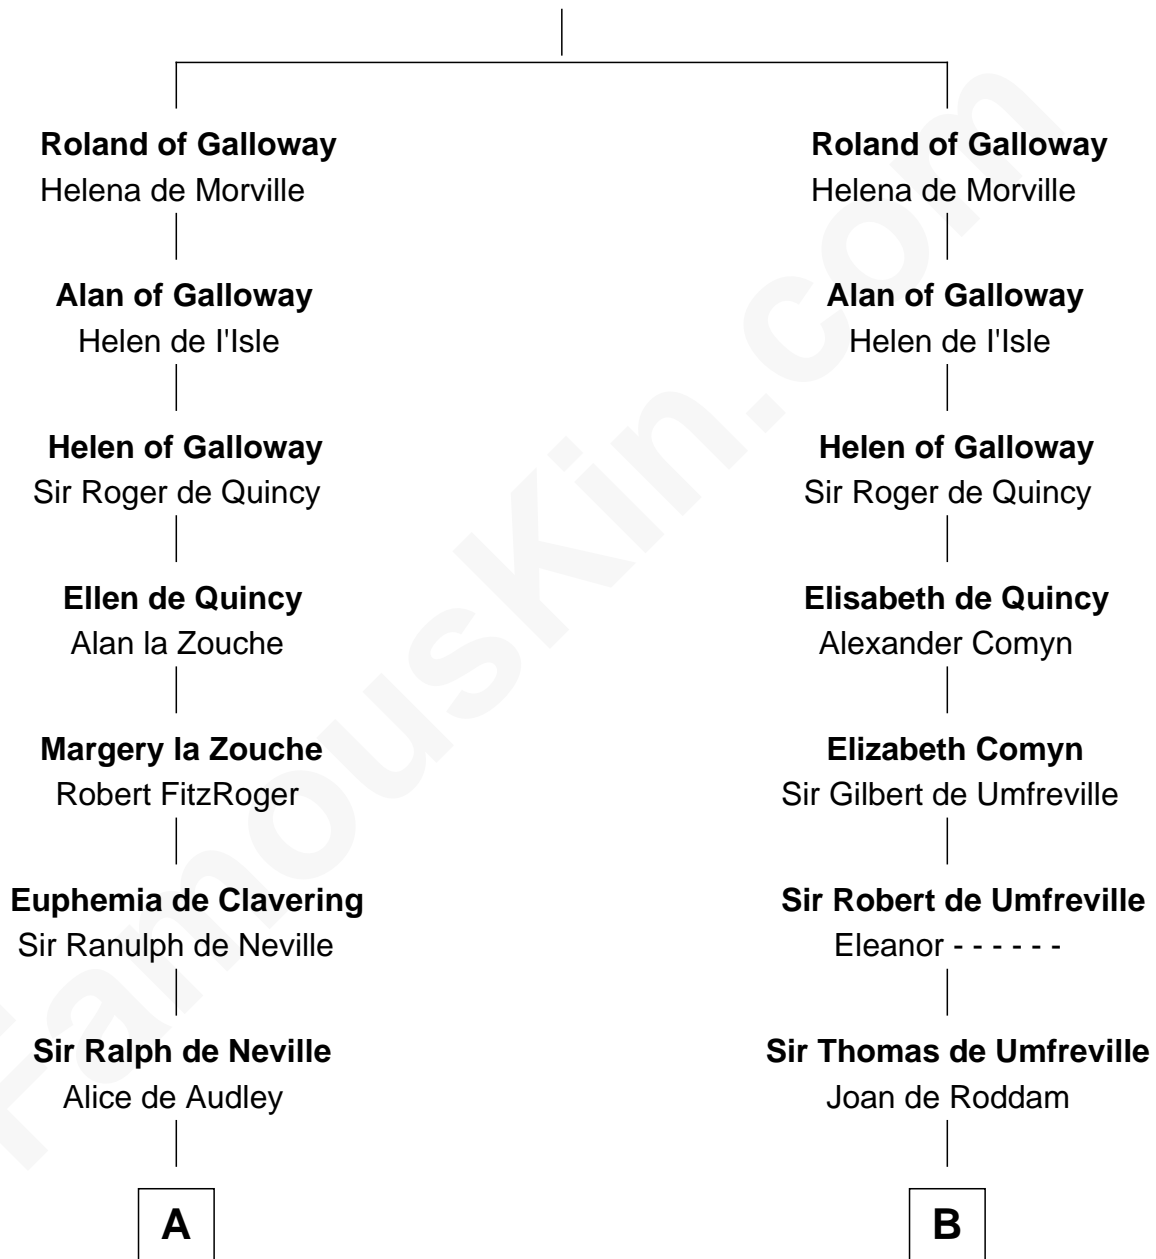 Roland of Galloway
Helena de Morville
Alan of Galloway
Helen de l'Isle
Helen of Galloway
Sir Roger de Quincy
Ellen de Quincy
Alan la Zouche
Margery la Zouche
Robert FitzRoger
Euphemia de Clavering
Sir Ranulph de Neville
Sir Ralph de Neville
Alice de Audley
A
Roland of Galloway
Helena de Morville
Alan of Galloway
Helen de l'Isle
Helen of Galloway
Sir Roger de Quincy
Elisabeth de Quincy
Alexander Comyn
Elizabeth Comyn
Sir Gilbert de Umfreville
Sir Robert de Umfreville
Eleanor - - - - - -
Sir Thomas de Umfreville
Joan de Roddam
B
FamousKin.com